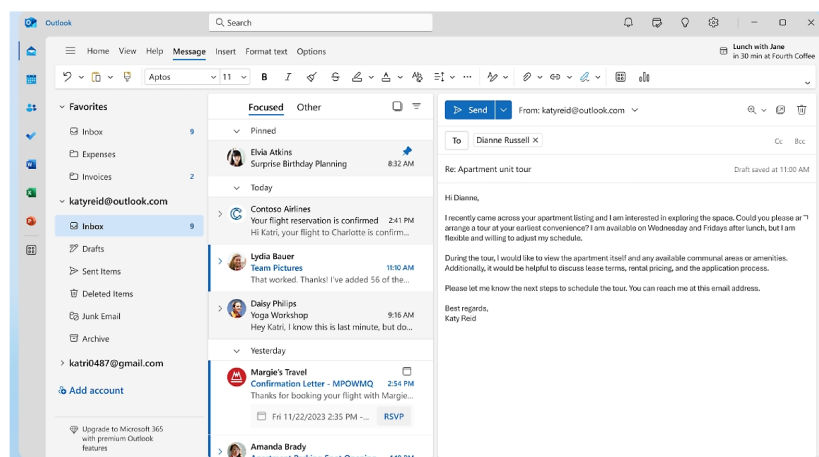 Outlook
Search
Lunch with Jane
in 30 min at Fourth Coffee
Home View Help Message Insert Format text Options
Aptos 11 B I S
Favorites
Inbox 9
Expenses
Invoices 2
katyreid@outlook.com
Inbox 9
Drafts
Sent Items
Deleted Items
Junk Email
Archive
katri0487@gmail.com
Add account
Upgrade to Microsoft 365
with premium Outlook
features
Focused Other
Pinned
Elvia Atkins
Surprise Birthday Planning 8:32 AM
Today
Contoso Airlines
Your flight reservation is confirmed 2:41 PM
Hi Katri, your flight to Charlotte is confirm...
Lydia Bauer
Team Pictures 11:10 AM
That worked. Thanks! I've added 56 of the...
Daisy Philips
Yoga Workshop 9:16 AM
Hey Katri, I know this is last minute, but do...
Yesterday
Margie's Travel
Confirmation Letter - MPOWMQ 2:54 PM
Thanks for booking your flight with Margie...
Fri 11/22/2023 2:35 PM -... RSVP
Amanda Brady
Send From: katyreid@outlook.com
To Dianne Russell Cc Bcc
Re: Apartment unit tour Draft saved at 11:00 AM
Hi Dianne,
I recently came across your apartment listing and I am interested in exploring the space. Could you please ar
arrange a tour at your earliest convenience? I am available on Wednesday and Fridays after lunch, but I am
flexible and willing to adjust my schedule.
During the tour, I would like to view the apartment itself and any available communal areas or amenities.
Additionally, it would be helpful to discuss lease terms, rental pricing, and the application process.
Please let me know the next steps to schedule the tour. You can reach me at this email address.
Best regards,
Katy Reid